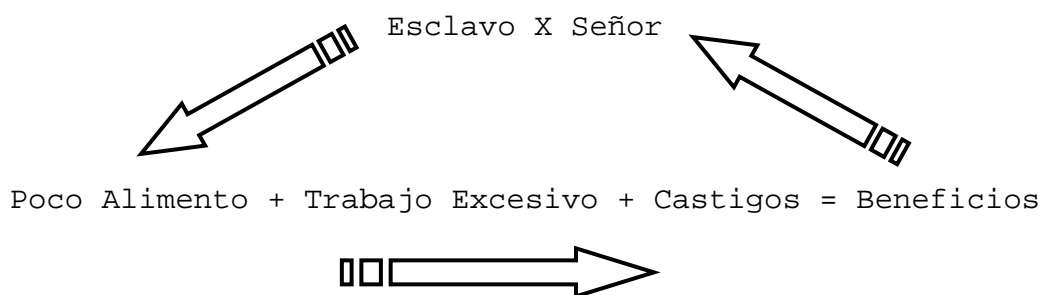 Esclavo X Señor
Poco Alimento + Trabajo Excesivo + Castigos = Beneficios